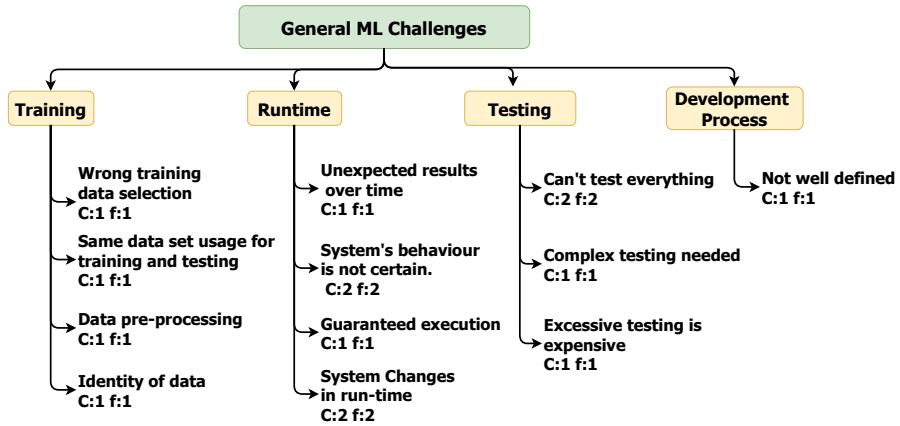 General ML Challenges
Training
Runtime
Testing
Development
Process
Wrong training
data selection
C:1 f:1
Same data set usage for
training and testing
C:1 f:1
Data pre-processing
C:1 f:1
Identity of data
C:1 f:1
Unexpected results
over time
C:1 f:1
System's behaviour
is not certain.
C:2 f:2
Guaranteed execution
C:1 f:1
System Changes
in run-time
C:2 f:2
Can't test everything
C:2 f:2
Complex testing needed
C:1 f:1
Excessive testing is
expensive
C:1 f:1
Not well defined
C:1 f:1